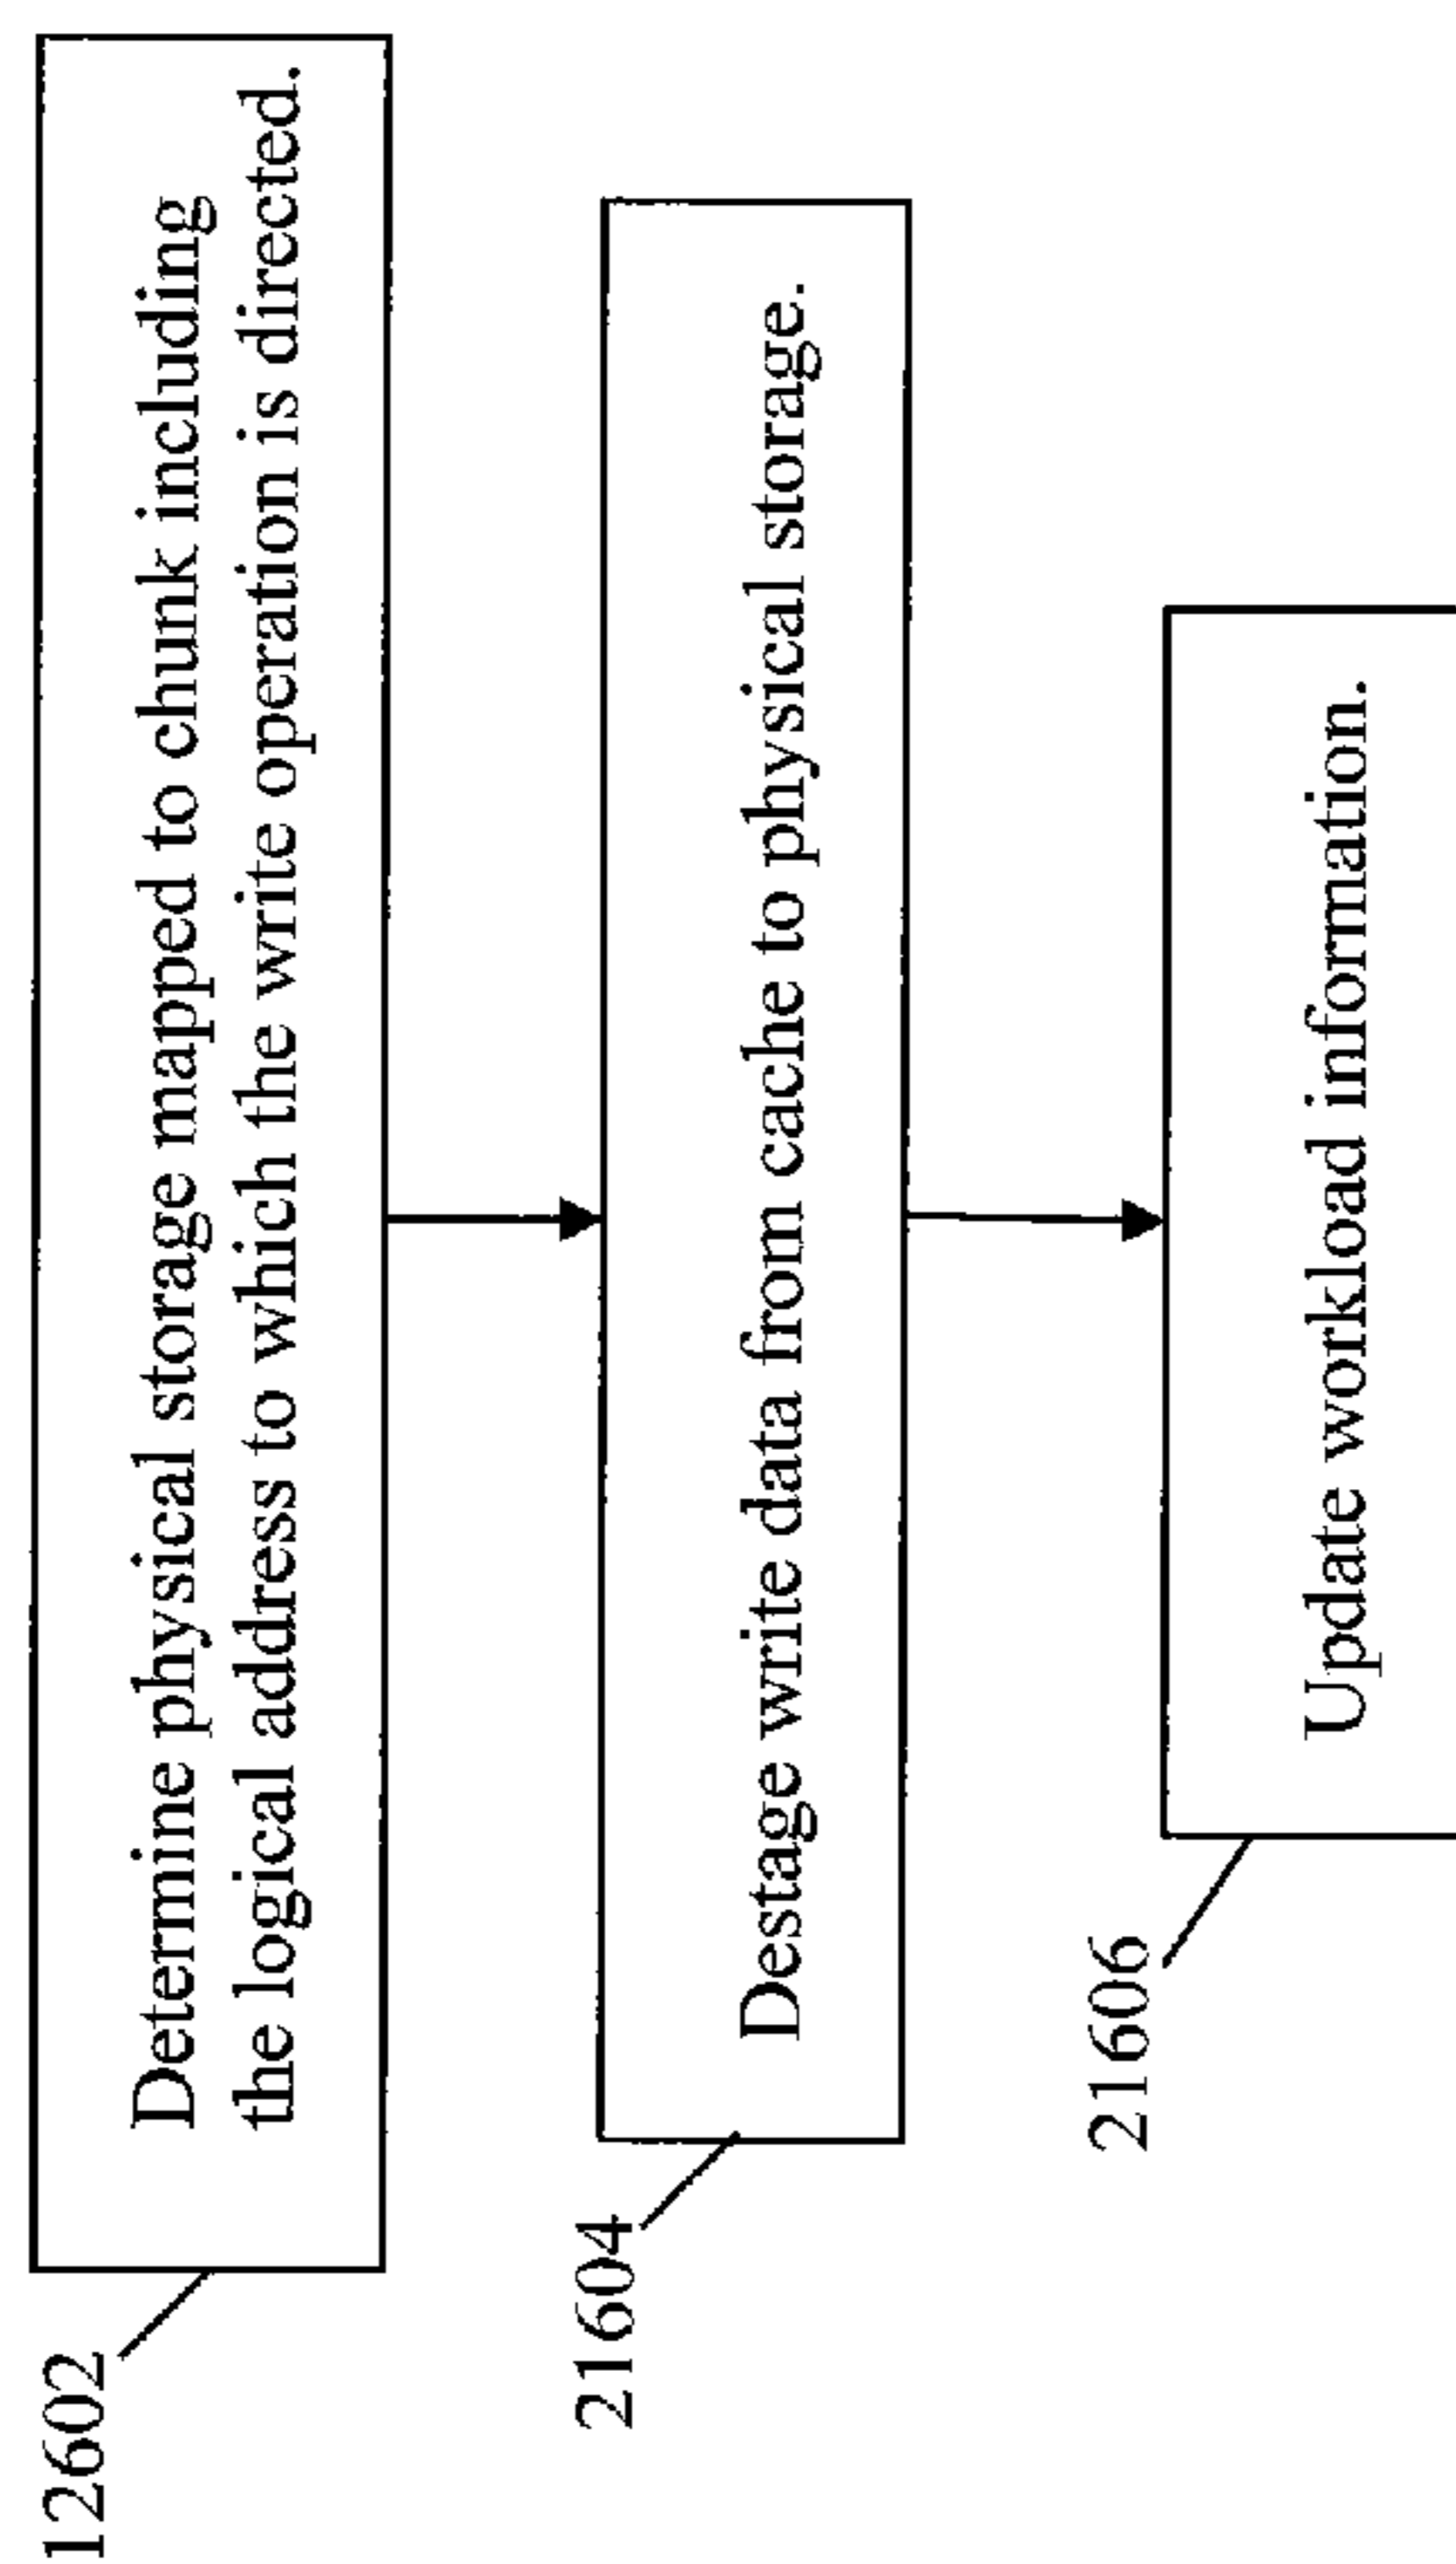 12602
Determine physical storage mapped to chunk including
the logical address to which the write operation is directed.
21604
Destage write data from cache to physical storage.
21606
Update workload information.